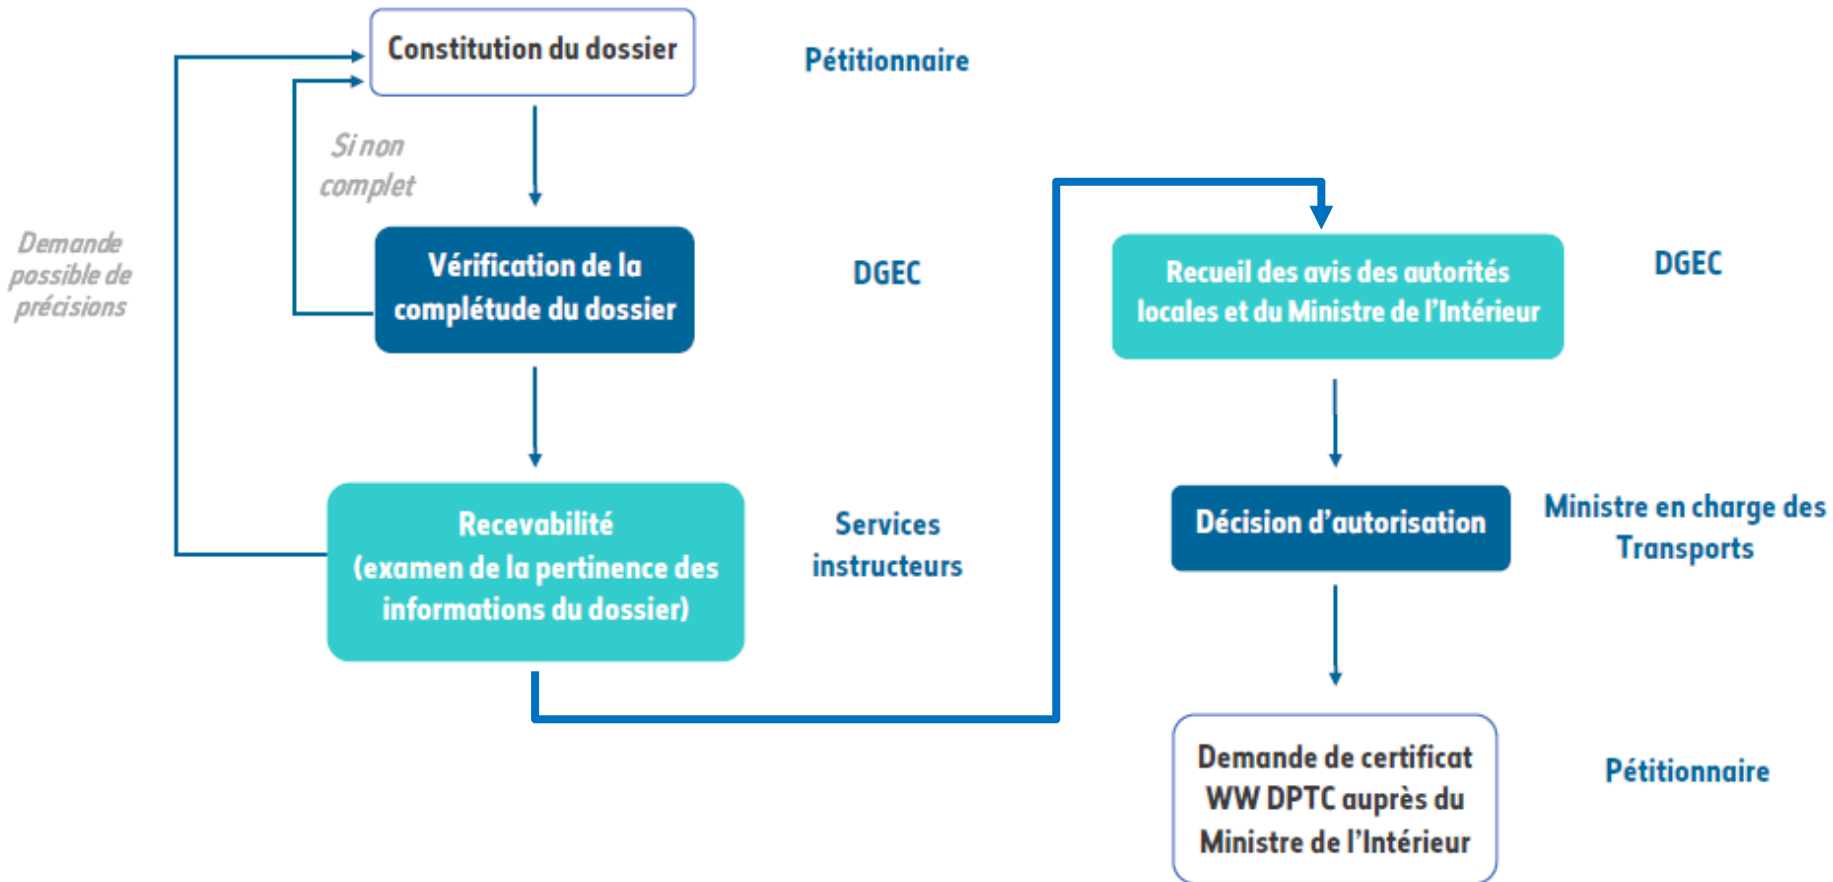 Constitution du dossier
Pétitionnaire
Si non
complet
Demande
possible de
précisions
Vérification de la
complétude du dossier
DGEC
Recevabilité
(examen de la pertinence des
informations du dossier)
Services
instructeurs
Recueil des avis des autorités
locales et du Ministre de l'Intérieur
DGEC
Décision d'autorisation
Ministre en charge des
Transports
Demande de certificat
WW DPTC auprès du
Ministre de l'Intérieur
Pétitionnaire